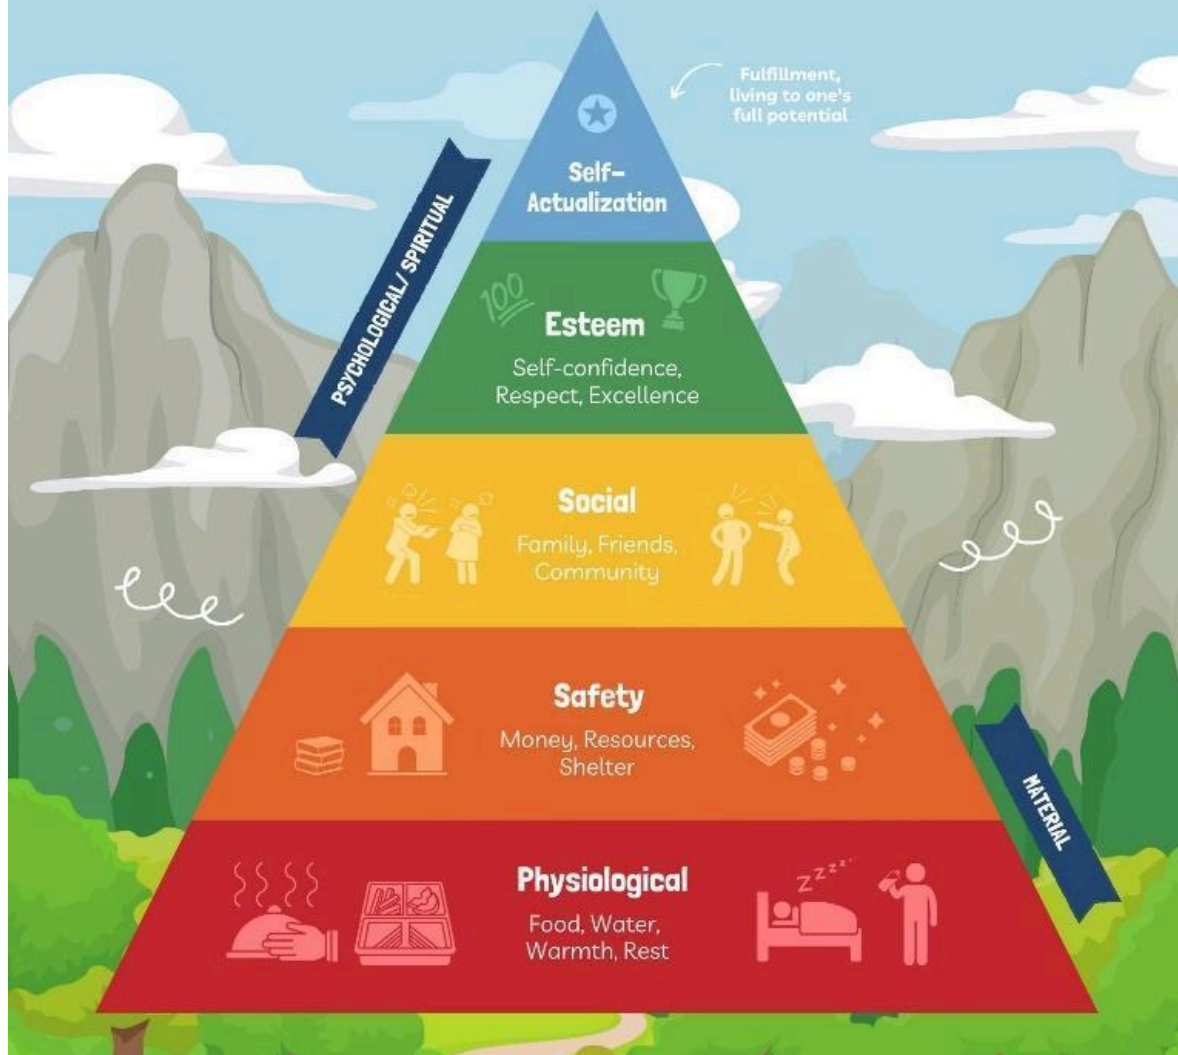 Fulfillment,
living to one's
full potential
Self-
Actualization
PSYCHOLOGICAL/ SPIRITUAL
100
Esteem
Self-confidence,
Respect, Excellence
Social
Family, Friends,
Community
Safety
Money, Resources,
Shelter
MATERIAL
Physiological
Food, Water,
Warmth, Rest
zzzzz